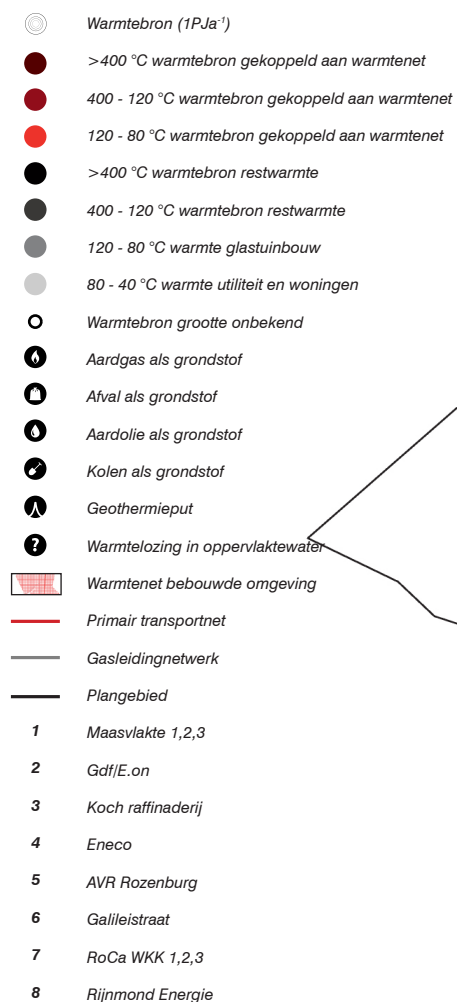 Warmtebron (1PJa⁻¹)
>400 °C warmtebron gekoppeld aan warmtenet
400 - 120 °C warmtebron gekoppeld aan warmtenet
120 - 80 °C warmtebron gekoppeld aan warmtenet
>400 °C warmtebron restwarmte
400 - 120 °C warmtebron restwarmte
120 - 80 °C warmte glastuinbouw
80 - 40 °C warmte utiliteit en woningen
Warmtebron grootte onbekend
Aardgas als grondstof
Afval als grondstof
Aardolie als grondstof
Kolen als grondstof
Geothermieput
? Warmtelozing in oppervlaktewater
Warmtenet bebouwde omgeving
Primair transportnet
Gasleidingnetwerk
Plangebied
1 Maasvlakte 1,2,3
2 Gdf/E.on
3 Koch raffinaderij
4 Eneco
5 AVR Rozenburg
6 Galileistraat
7 RoCa WKK 1,2,3
8 Rijnmond Energie